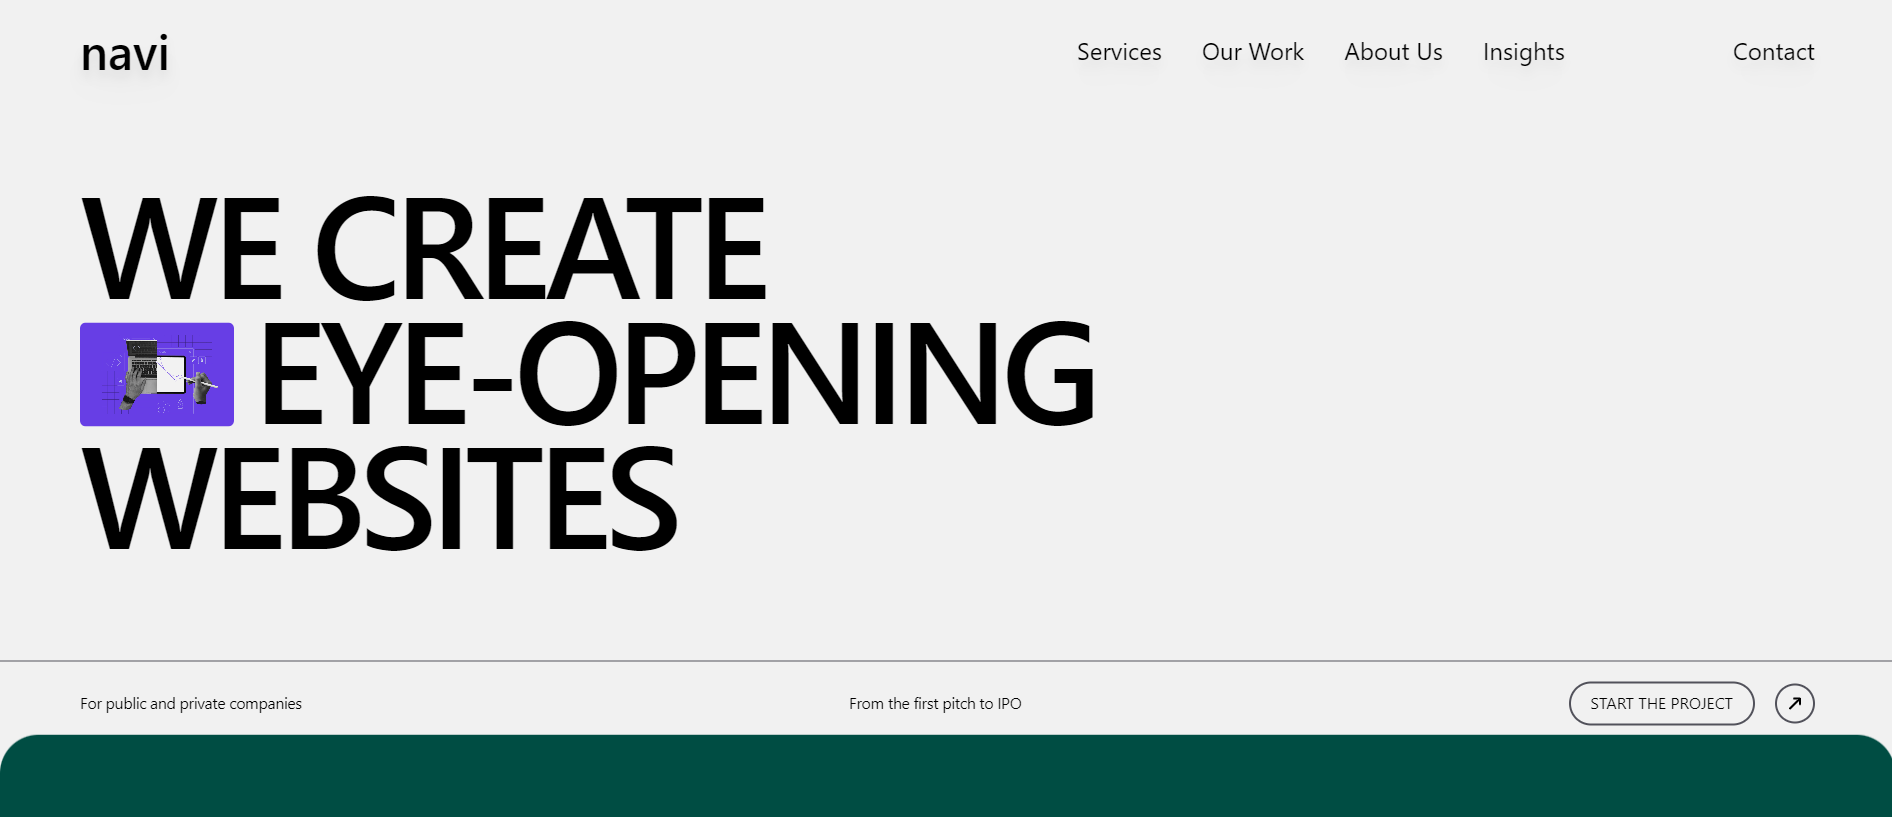 navi
Services Our Work About Us Insights Contact
WE CREATE
EYE-OPENING
WEBSITES
For public and private companies
From the first pitch to IPO
START THE PROJECT